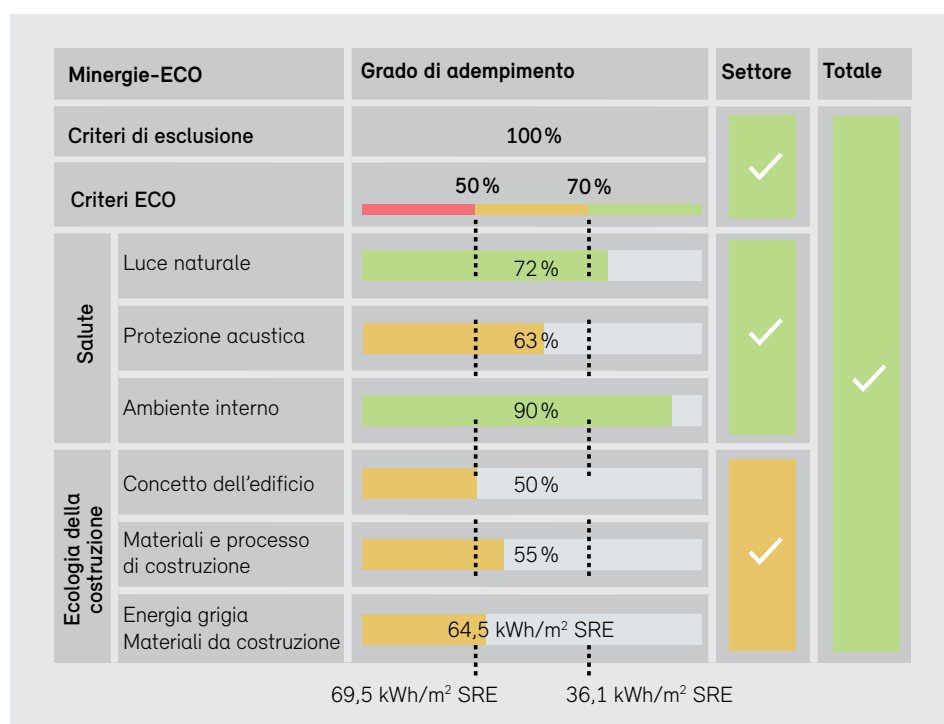 Minergie-ECO
Grado di adempimento
Settore
Totale
Criteri di esclusione
100 %
Criteri ECO
50 %
70 %
Salute
Luce naturale
72 %
Protezione acustica
63 %
Ambiente interno
90 %
Ecologia della
costruzione
Concetto dell'edificio
50 %
Materiali e processo
di costruzione
55 %
Energia grigia
Materiali da costruzione
64,5 kWh/m² SRE
69,5 kWh/m² SRE
36,1 kWh/m² SRE